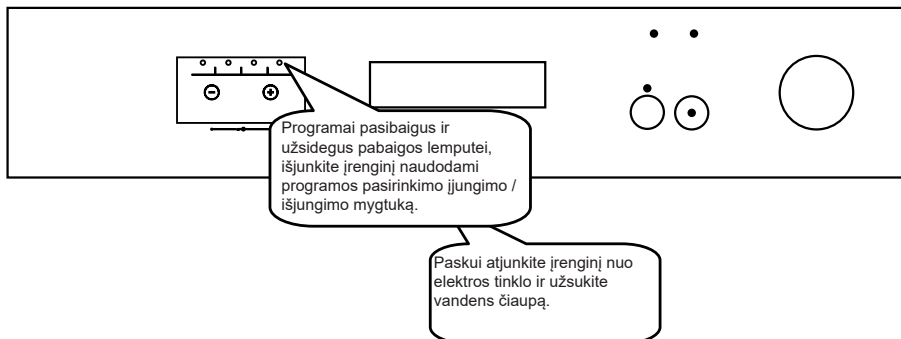 Programai pasibaigus ir
užsidegus pabaigos lemputei,
išjunkite įrenginį naudodami
programos pasirinkimo įjungimo /
išjungimo mygtuką.
Paskui atjunkite įrenginį nuo
elektros tinklo ir užsukite
vandens čiaupą.